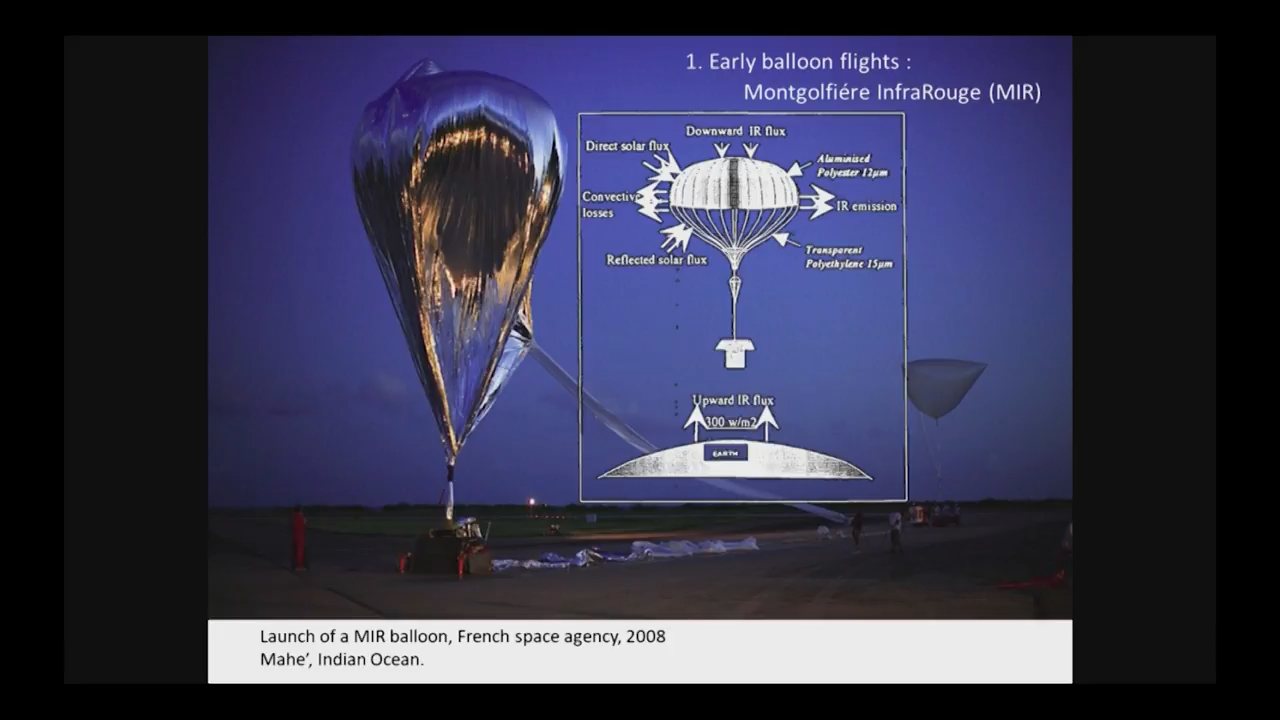 1. Early balloon flights :
Montgolfiére InfraRouge (MIR)
Downward IR flux
Direct solar flux
Aluminised
Polyester 12µm
Convective
losses
IR emission
Reflected solar flux
Transparent
Polyethylene 15µm
Upward IR flux
300 w/m2
EARTH
Launch of a MIR balloon, French space agency, 2008
Mahe’, Indian Ocean.